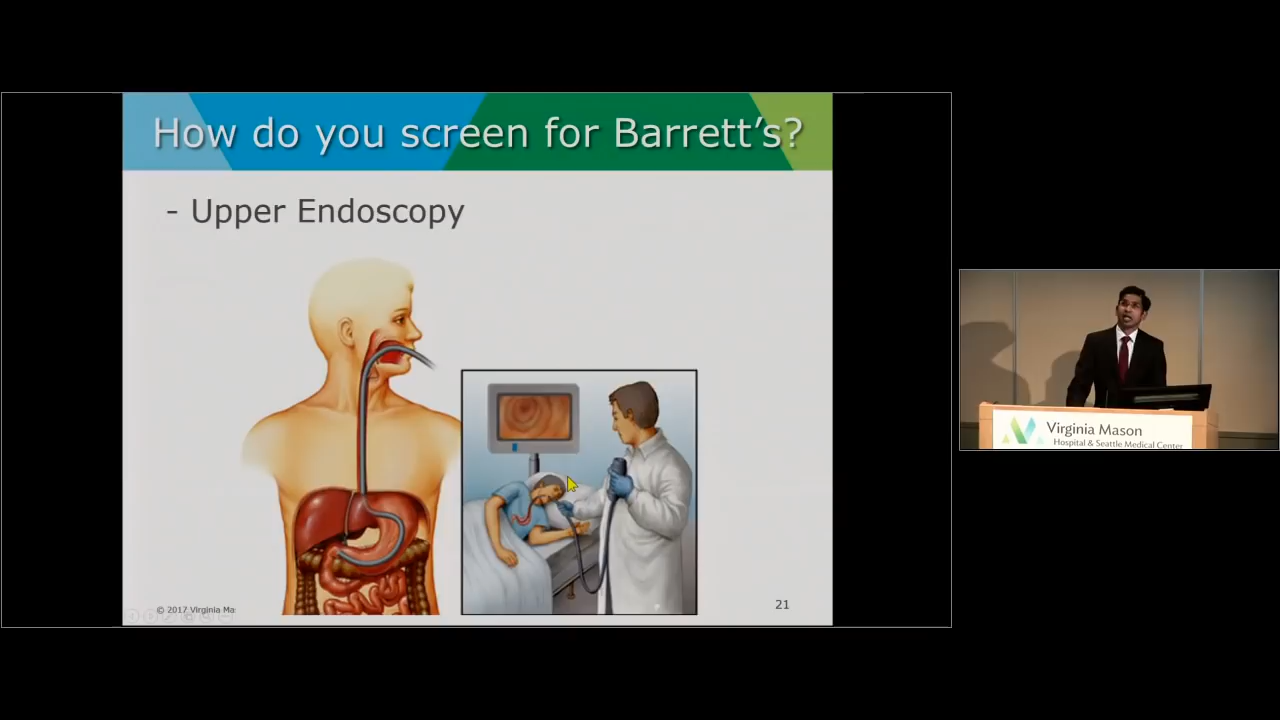 How do you screen for Barrett's?
- Upper Endoscopy
© 2017 Virginia Ma
21
Virginia Mason
Hospital & Seattle Medical Center